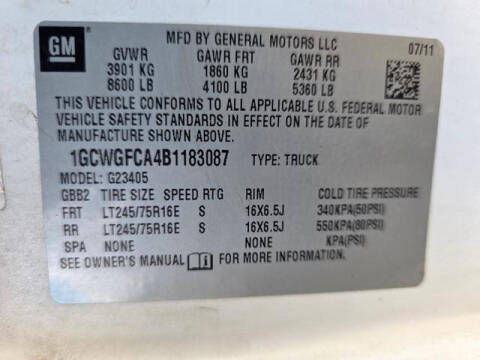 GM
MFD BY GENERAL MOTORS LLC 07/11
GVWR GAWR FRT GAWR RR
3901 KG 1860 KG 2431 KG
8600 LB 4100 LB 5360 LB
THIS VEHICLE CONFORMS TO ALL APPLICABLE U.S. FEDERAL MOTOR
VEHICLE SAFETY STANDARDS IN EFFECT ON THE DATE OF
MANUFACTURE SHOWN ABOVE.
1GCWGFCA4B1183087 TYPE: TRUCK
MODEL: G23405
GBB2 TIRE SIZE SPEED RTG RIM COLD TIRE PRESSURE
FRT LT245/75R16E S 16X6.5J 340KPA(50PSI)
RR LT245/75R16E S 16X6.5J 550KPA(80PSI)
SPA NONE NONE KPA(PSI)
SEE OWNER'S MANUAL FOR MORE INFORMATION.